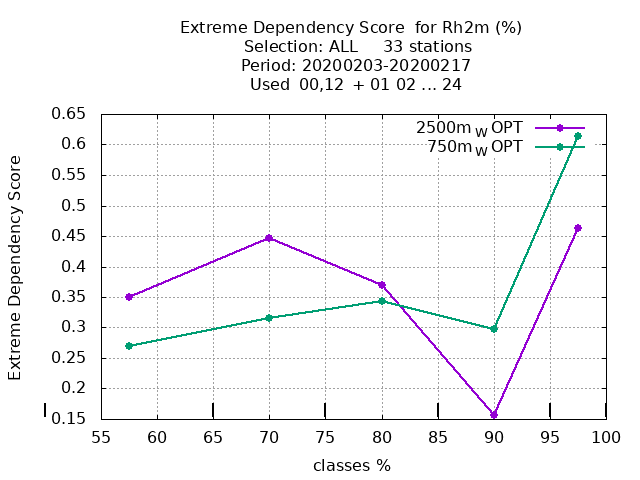 Extreme Dependency Score  for Rh2m (%)
Selection: ALL     33 stations
Period: 20200203-20200217
Used  00,12  + 01 02 ... 24
2500m W OPT
750m W OPT
Extreme Dependency Score
0.65
0.6
0.55
0.5
0.45
0.4
0.35
0.3
0.25
0.2
0.15
55 60 65 70 75 80 85 90 95 100
classes %